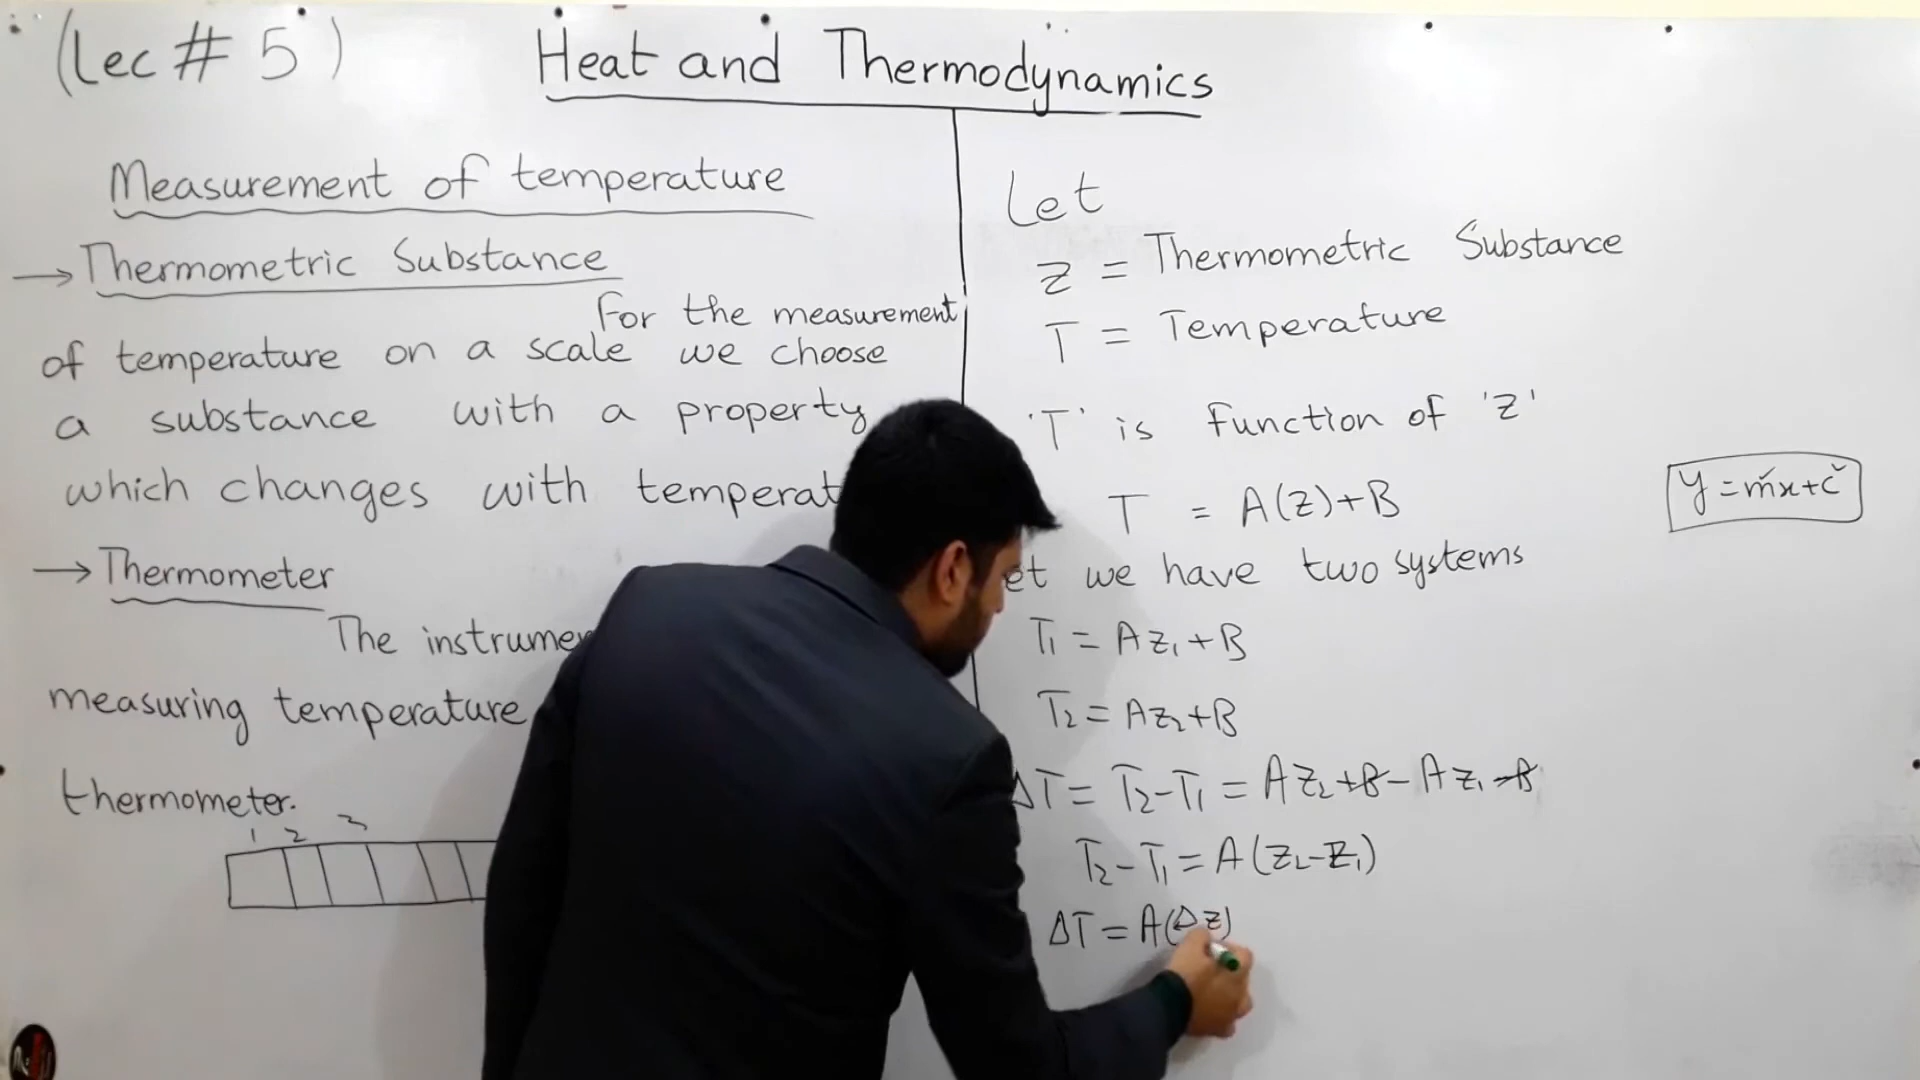 (Lec # 5)
Heat and Thermodynamics
Measurement of temperature
→ Thermometric Substance
For the measurement
of temperature on a scale we choose
a substance with a property
which changes with
→ Thermometer
The
measuring temperature
thermometer.
1 2 3
Let
Z = Thermometric Substance
T = Temperature
'T' is function of 'Z'
T = A(Z)+B
y = mx+c
we have two systems
T₁ = AZ₁+B
T₂ = AZ₂+B
ΔT = T₂-T₁ = AZ₂+B-AZ₁-B
T₂-T₁ = A(Z₂-Z₁)
ΔT = A(ΔZ)